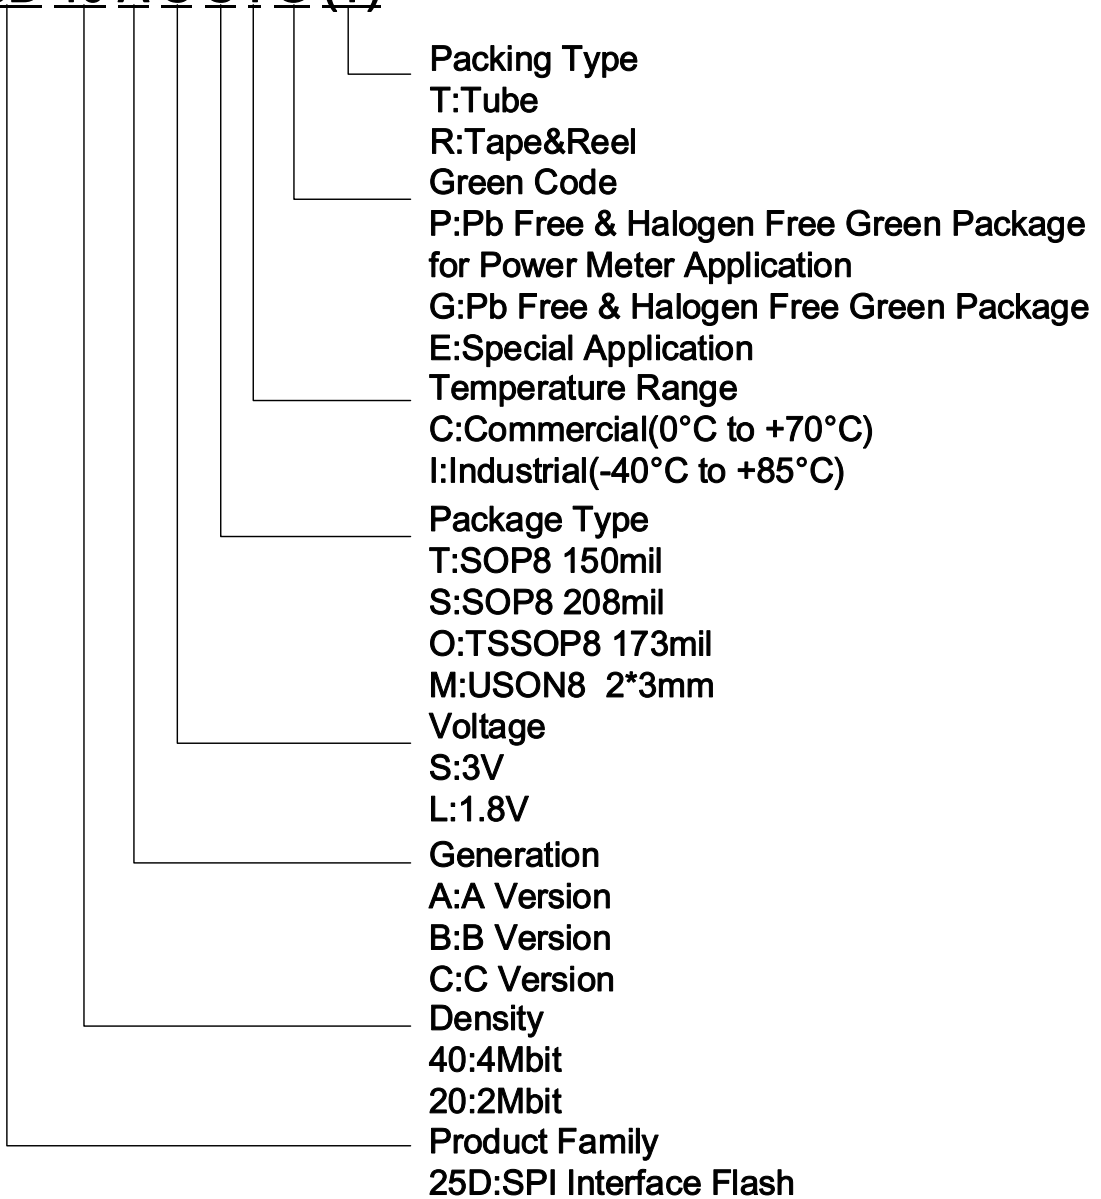 Packing Type
T:Tube
R:Tape&Reel
Green Code
P:Pb Free & Halogen Free Green Package
for Power Meter Application
G:Pb Free & Halogen Free Green Package
E:Special Application
Temperature Range
C:Commercial(0°C to +70°C)
I:Industrial(-40°C to +85°C)
Package Type
T:SOP8 150mil
S:SOP8 208mil
O:TSSOP8 173mil
M:USON8  2*3mm
Voltage
S:3V
L:1.8V
Generation
A:A Version
B:B Version
C:C Version
Density
40:4Mbit
20:2Mbit
Product Family
25D:SPI Interface Flash